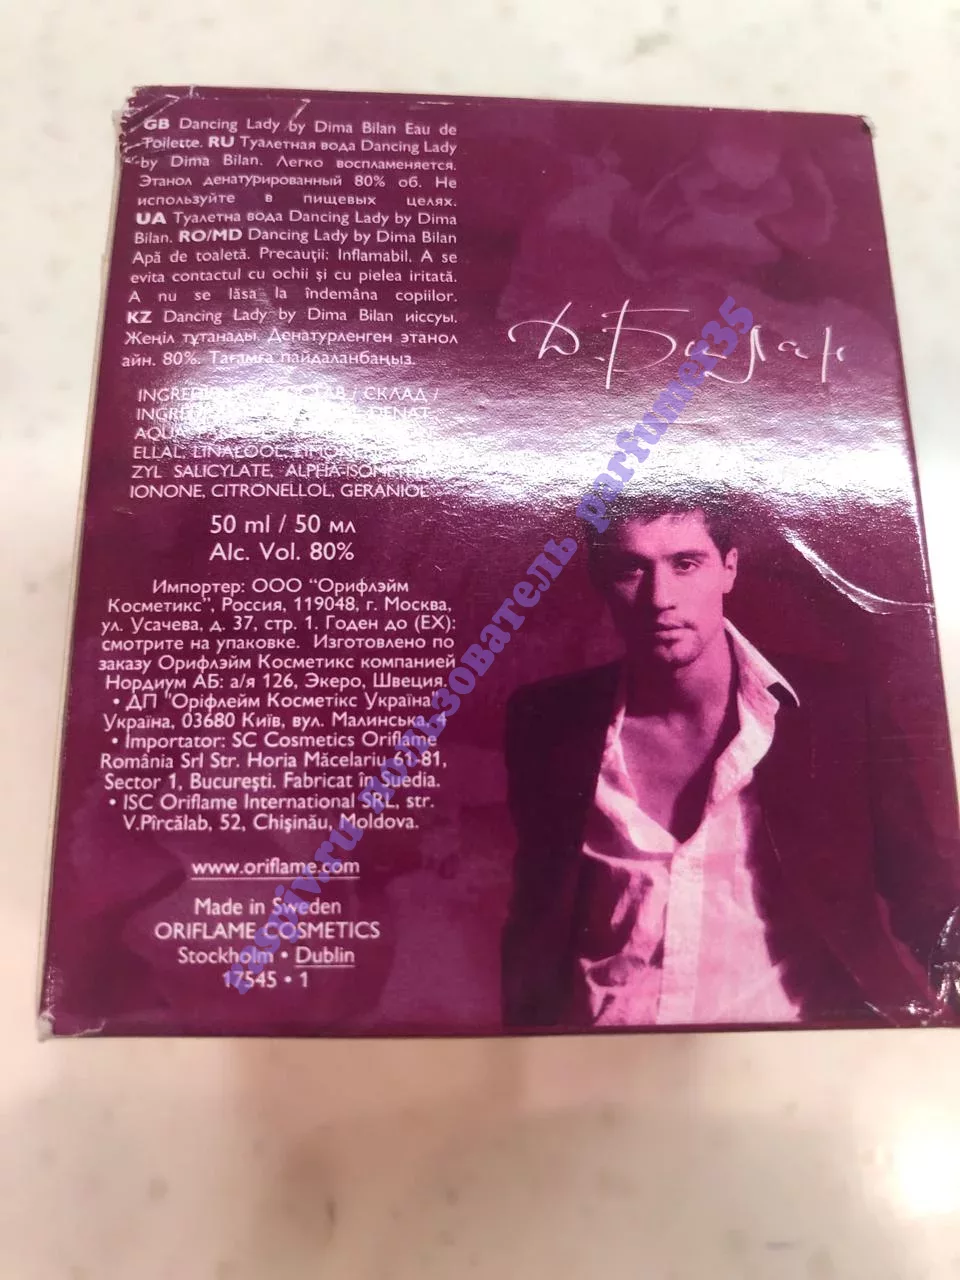 GB Dancing Lady by Dima Bilan Eau de
Toilette. RU Туалетная вода Dancing Lady
by Dima Bilan. Легко воспламеняется.
Этанол денатурированный 80% об. Не
используйте в пищевых целях.
UA Туалетна вода Dancing Lady by Dima
Bilan. RO/MD Dancing Lady by Dima Bilan
Apă de toaletă. Precauţii: Inflamabil. A se
evita contactul cu ochii şi cu pielea iritată.
A nu se lăsa la îndemâna copiilor.
KZ Dancing Lady by Dima Bilan иіссуы.
Жеңіл тұтанады. Денатурленген этанол
айн. 80%. Тағамға пайдаланбаңыз.
/ СКЛАД /
DENAT.
AQUA
ELLAL, LINALOOL,
ZYL SALICYLATE, ALPHA-ISOMETHYL
IONONE, CITRONELLOL, GERANIOL
50 ml / 50 мл
Alc. Vol. 80%
Импортер: ООО "Орифлэйм
Косметикс", Россия, 119048, г. Москва,
ул. Усачева, д. 37, стр. 1. Годен до (EX):
смотрите на упаковке. Изготовлено по
заказу Орифлэйм Косметикс компанией
Нордиум АБ: а/я 126, Экеро, Швеция.
• ДП "Оріфлейм Косметікс Україна"
Україна, 03680 Київ, вул. Малинська 4
• Importator: SC Cosmetics Oriflame
România Srl Str. Horia Măcelariu 61-81,
Sector 1, Bucureşti. Fabricat în Suedia.
• ISC Oriflame International SRL, str.
V.Pîrcălab, 52, Chişinău, Moldova.
www.oriflame.com
Made in Sweden
ORIFLAME COSMETICS
Stockholm • Dublin
17545 • 1
Д. Билан
пользователь parfumer35